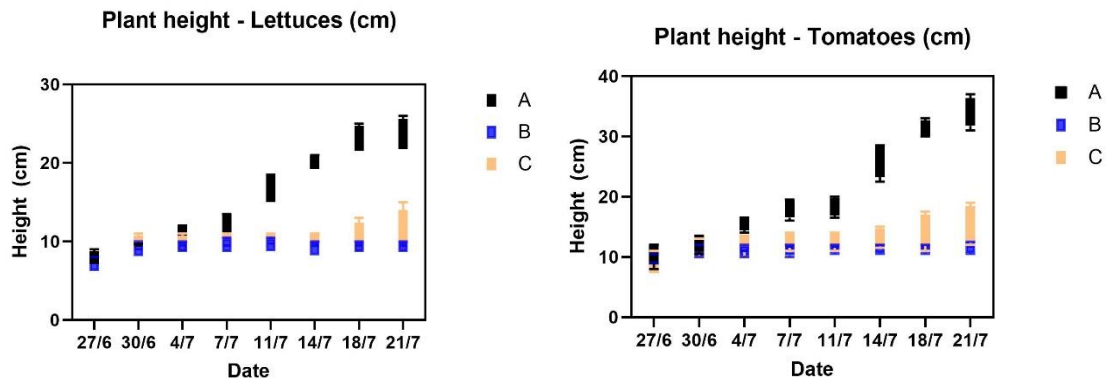 Plant height - Lettuces (cm)
30
20
10
0
Height (cm)
27/6 30/6 4/7 7/7 11/7 14/7 18/7 21/7
Date
A
B
C
Plant height - Tomatoes (cm)
40
30
20
10
0
Height (cm)
27/6 30/6 4/7 7/7 11/7 14/7 18/7 21/7
Date
A
B
C